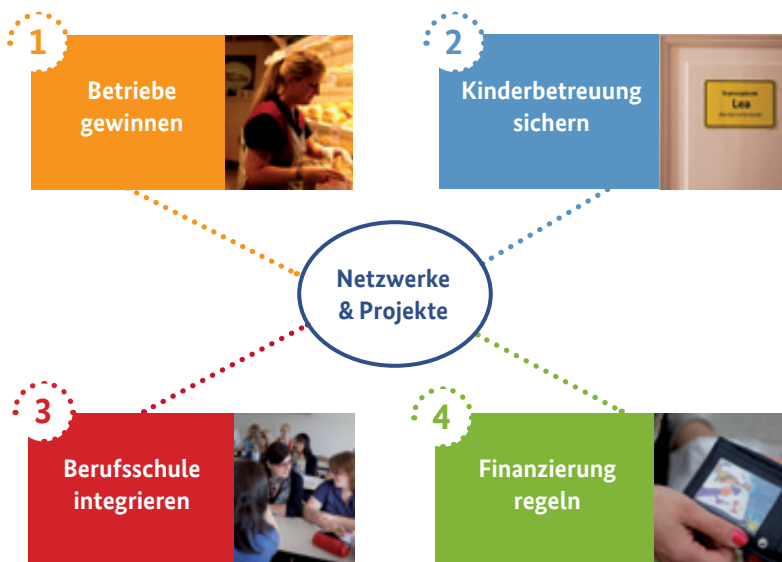 1
Betriebe
gewinnen
2
Kinderbetreuung
sichern
Lea
Netzwerke
& Projekte
3
Berufsschule
integrieren
4
Finanzierung
regeln